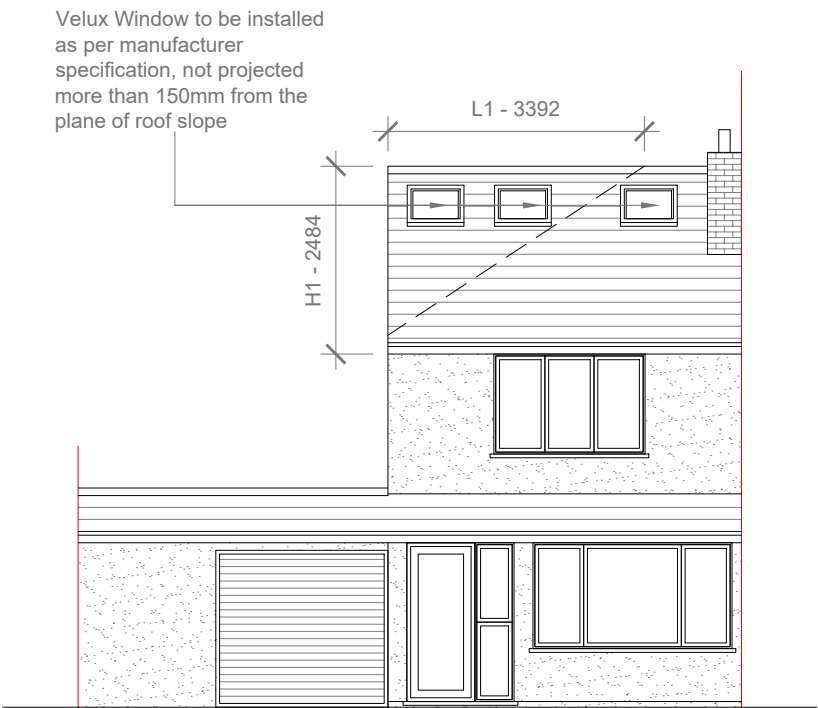 Velux Window to be installed
as per manufacturer
specification, not projected
more than 150mm from the
plane of roof slope
L1 - 3392
H1 - 2484